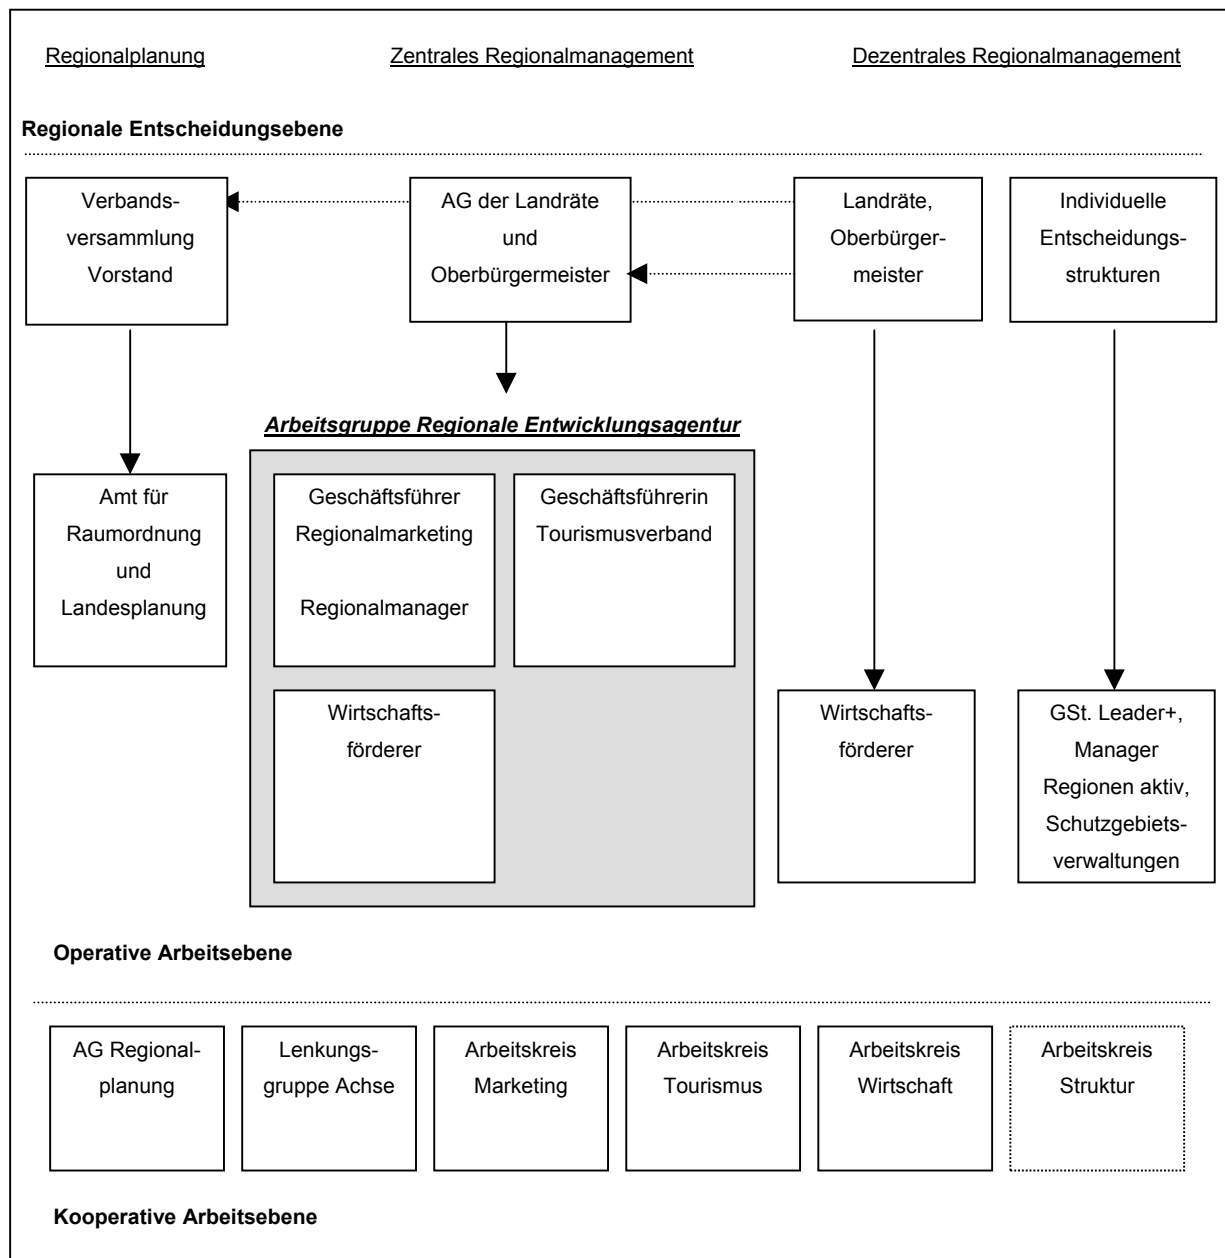 Regionalplanung
Zentrales Regionalmanagement
Dezentrales Regionalmanagement
Regionale Entscheidungsebene
Verbands-
versammlung
Vorstand
AG der Landräte
und
Oberbürgermeister
Landräte,
Oberbürger-
meister
Individuelle
Entscheidungs-
strukturen
Arbeitsgruppe Regionale Entwicklungsagentur
Amt für
Raumordnung
und
Landesplanung
Geschäftsführer
Regionalmarketing
Regionalmanager
Geschäftsführerin
Tourismusverband
Wirtschafts-
förderer
Wirtschafts-
förderer
GSt. Leader+,
Manager
Regionen aktiv,
Schutzgebiets-
verwaltungen
Operative Arbeitsebene
AG Regional-
planung
Lenkungs-
gruppe Achse
Arbeitskreis
Marketing
Arbeitskreis
Tourismus
Arbeitskreis
Wirtschaft
Arbeitskreis
Struktur
Kooperative Arbeitsebene